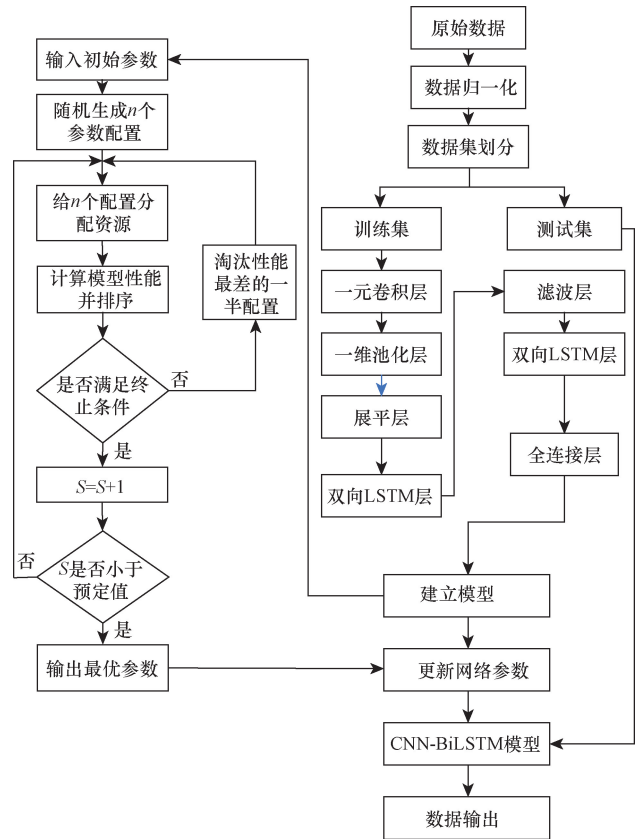 输入初始参数
随机生成n个
参数配置
给n个配置分
配资源
计算模型性能
并排序
淘汰性能
最差的一
半配置
是否满足终
止条件
否
是
S=S+1
否
S是否小于
预定值
是
输出最优参数
原始数据
数据归一化
数据集划分
训练集
测试集
一元卷积层
一维池化层
展平层
双向LSTM层
滤波层
双向LSTM层
全连接层
建立模型
更新网络参数
CNN-BiLSTM模型
数据输出